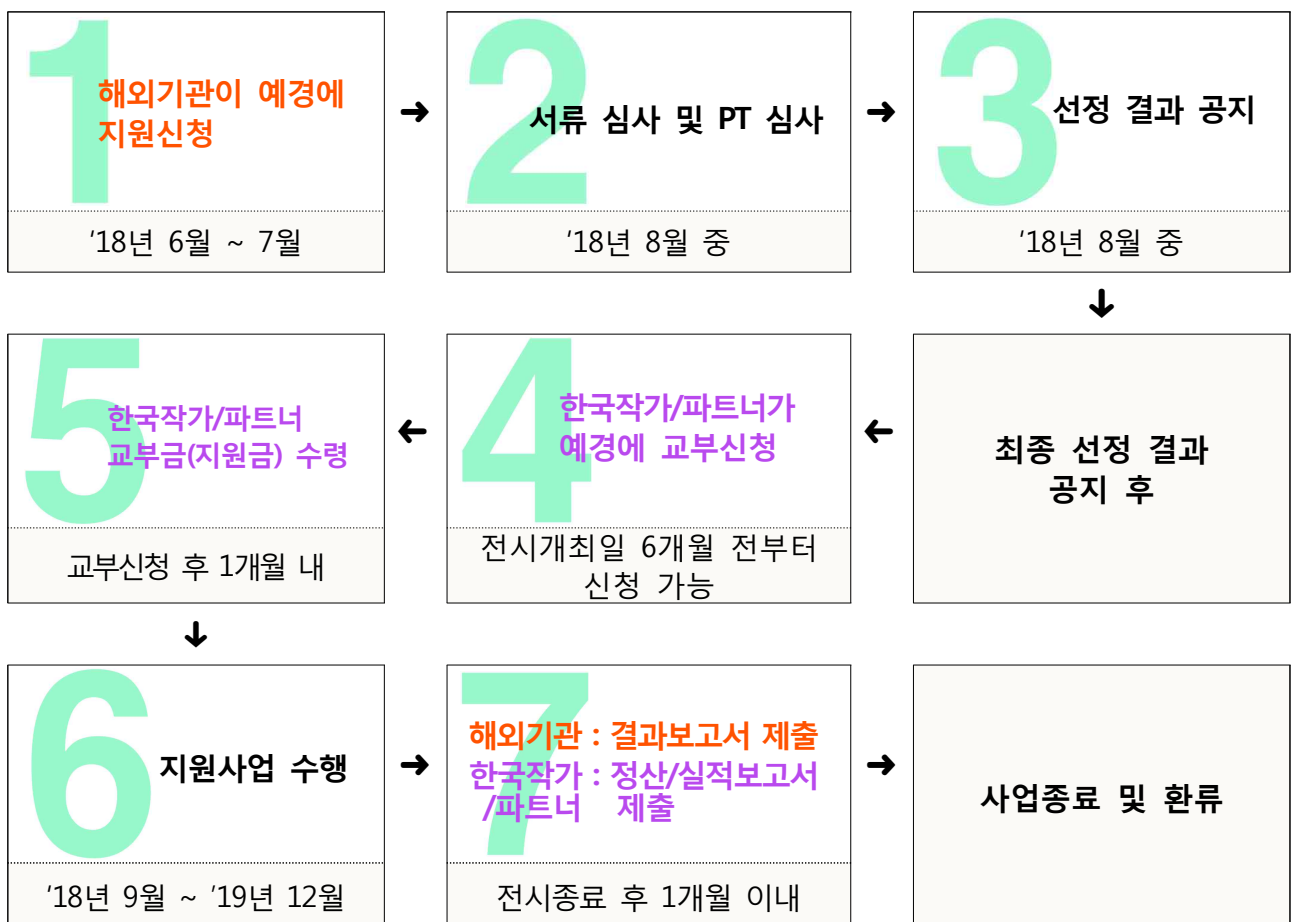 1
해외기관이 예경에
지원신청
'18년 6월 ~ 7월
➜
2
서류 심사 및 PT 심사
'18년 8월 중
➜
3
선정 결과 공지
'18년 8월 중
➜
최종 선정 결과
공지 후
➜
4
한국작가/파트너가
예경에 교부신청
전시개최일 6개월 전부터
신청 가능
➜
5
한국작가/파트너
교부금(지원금) 수령
교부신청 후 1개월 내
➜
6
지원사업 수행
'18년 9월 ~ '19년 12월
➜
7
해외기관 : 결과보고서 제출
한국작가 : 정산/실적보고서
/파트너 제출
전시종료 후 1개월 이내
➜
사업종료 및 환류